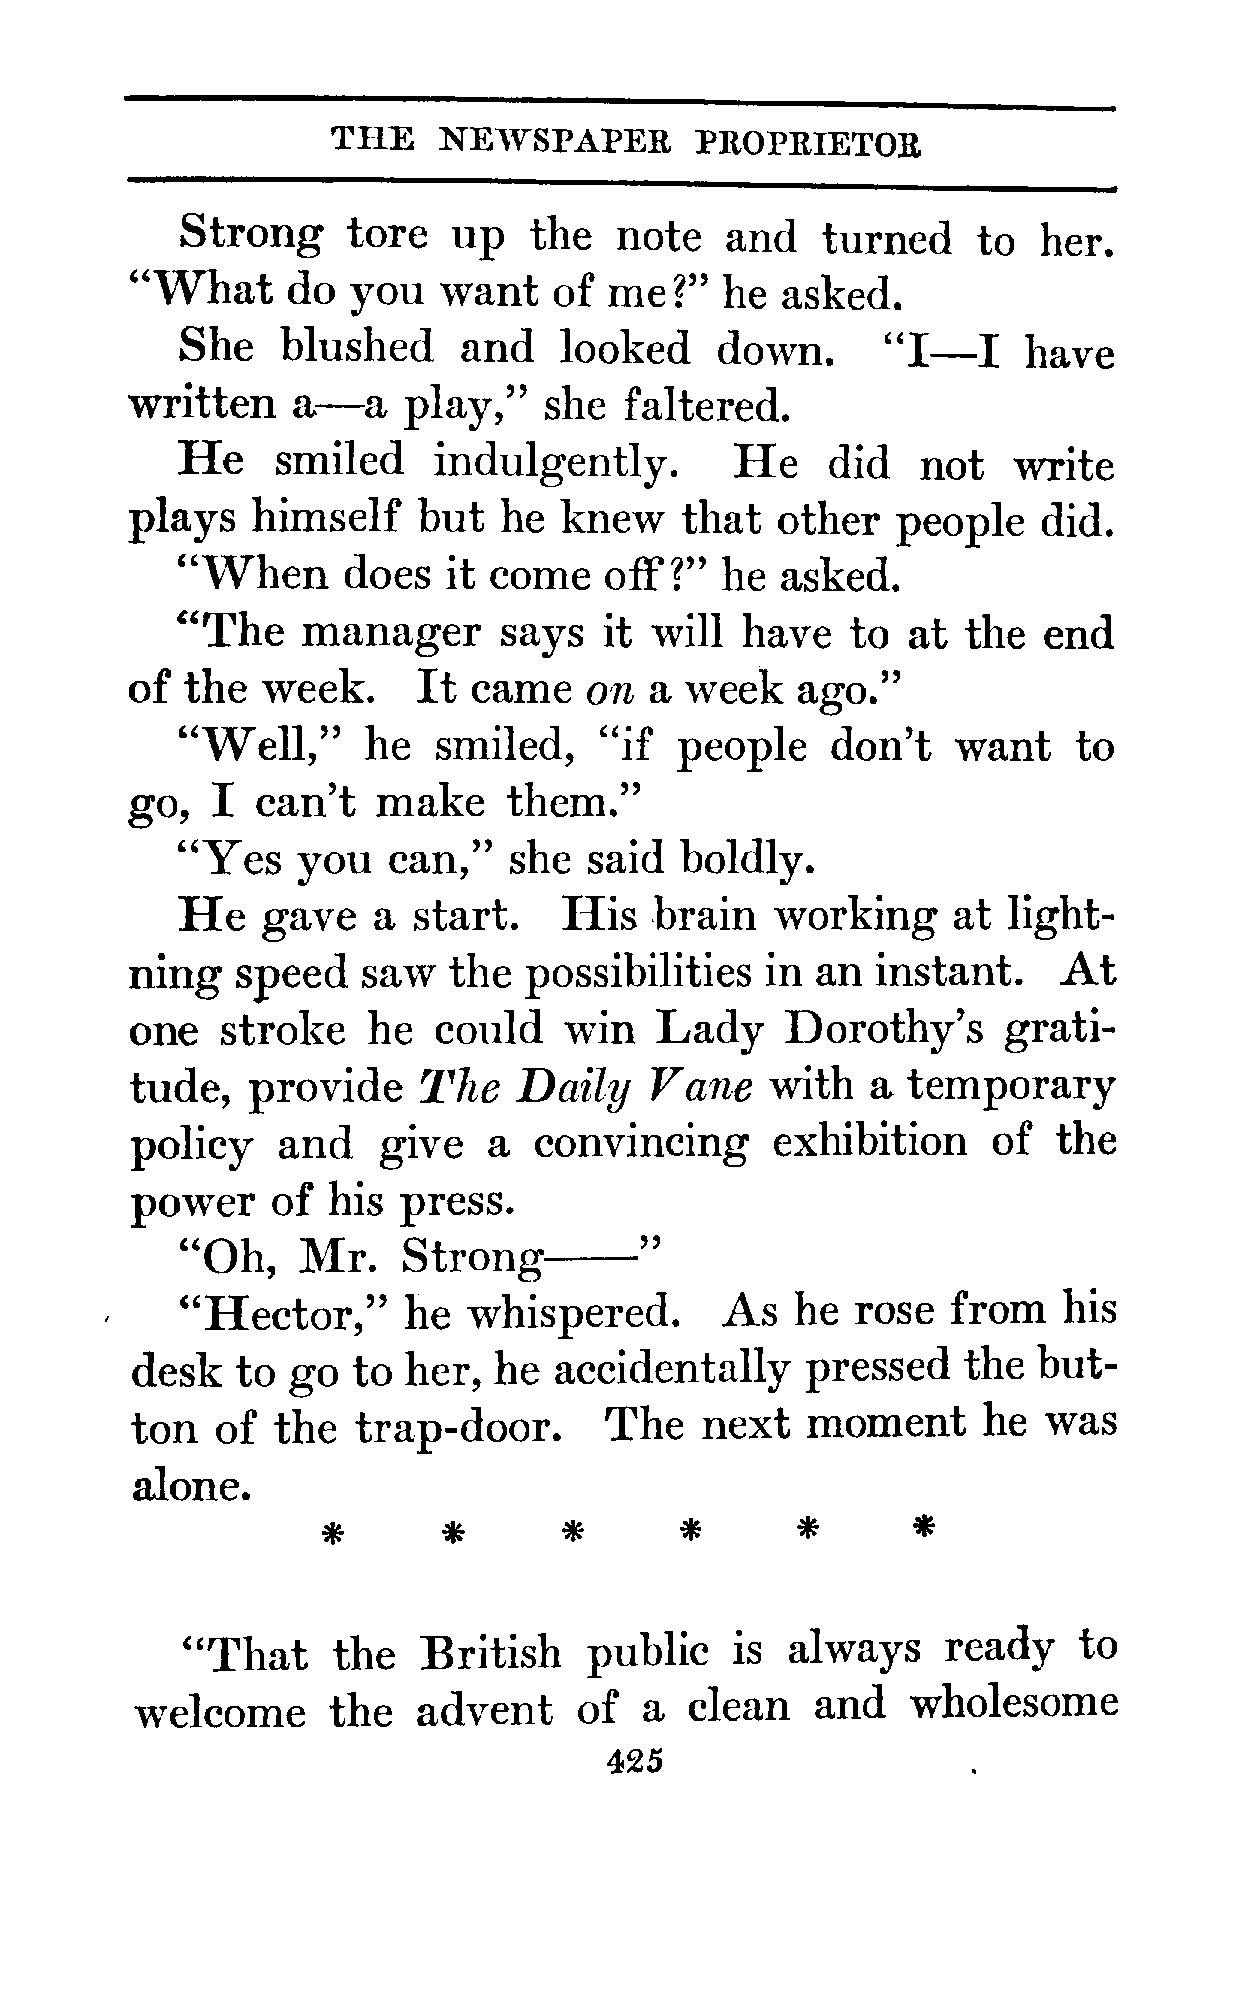 THE NEWSPAPER PROPRIETOR
Strong tore up the note and turned to her.
“What do you want of me?” he asked.
She blushed and looked down. “I—I have
written a—a play,” she faltered.
He smiled indulgently. He did not write
plays himself but he knew that other people did.
“When does it come off?” he asked.
“The manager says it will have to at the end
of the week. It came on a week ago.”
“Well,” he smiled, “if people don’t want to
go, I can’t make them.”
“Yes you can,” she said boldly.
He gave a start. His brain working at light-
ning speed saw the possibilities in an instant. At
one stroke he could win Lady Dorothy’s grati-
tude, provide The Daily Vane with a temporary
policy and give a convincing exhibition of the
power of his press.
“Oh, Mr. Strong——”
“Hector,” he whispered. As he rose from his
desk to go to her, he accidentally pressed the but-
ton of the trap-door. The next moment he was
alone.
* * * * * *
“That the British public is always ready to
welcome the advent of a clean and wholesome
425